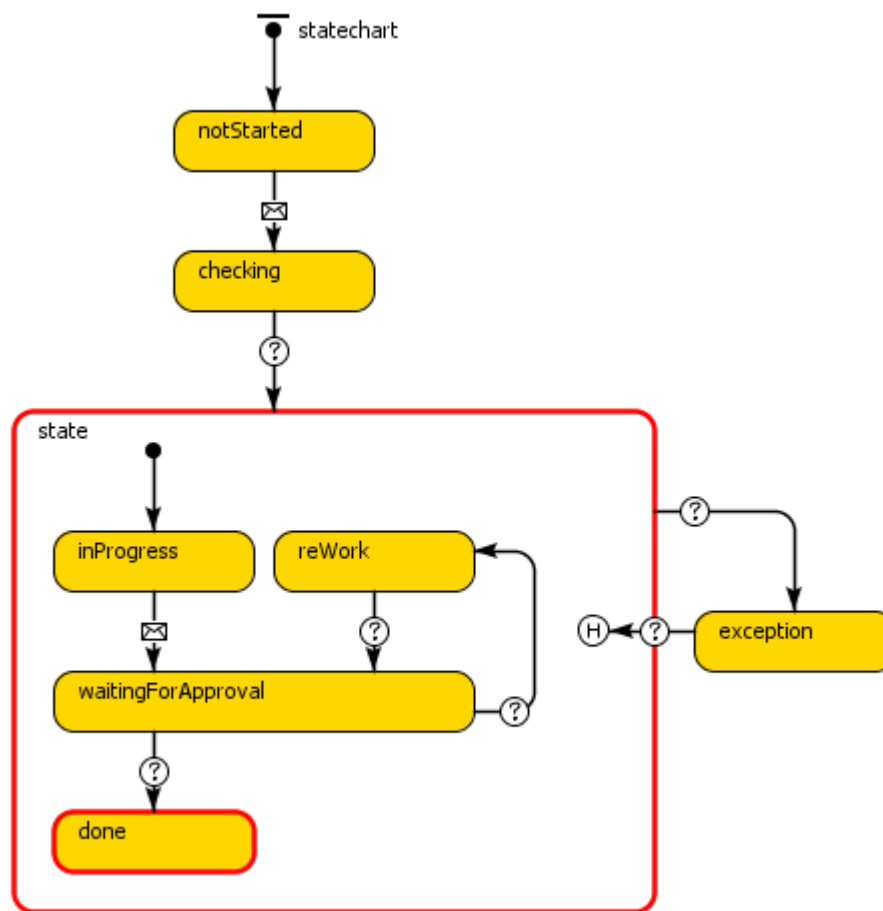 statechart
notStarted
checking
?
state
?
inProgress
reWork
?
H
?
exception
waitingForApproval
?
?
done